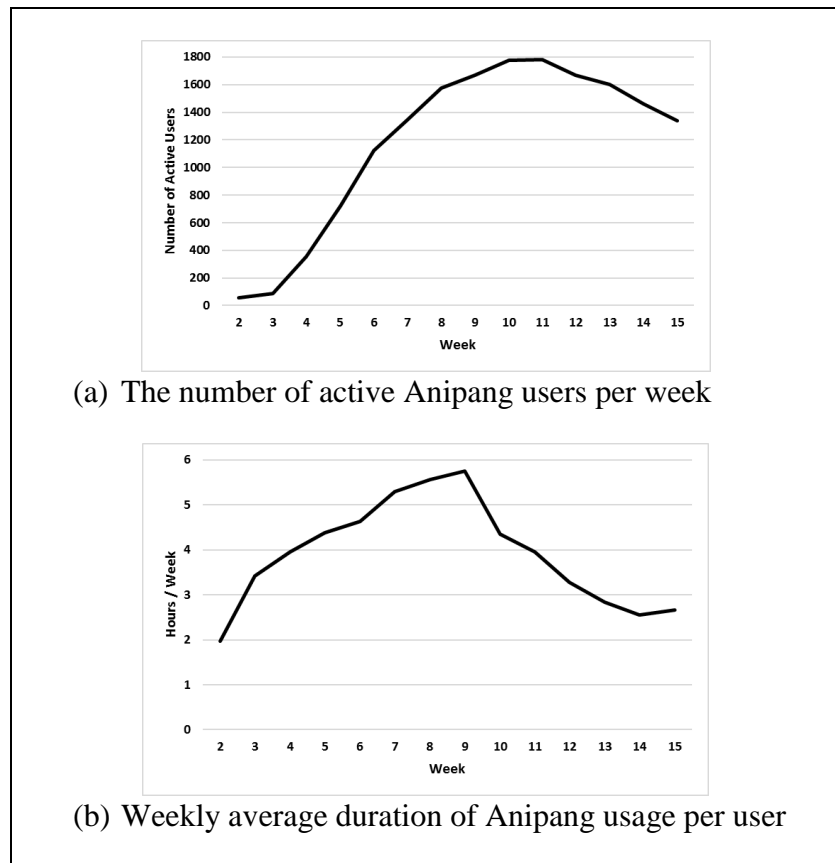 1800
1600
1400
1200
1000
800
600
400
200
0
Number of Active Users
2 3 4 5 6 7 8 9 10 11 12 13 14 15
Week
(a) The number of active Anipang users per week
6
5
4
3
2
1
0
Hours / Week
2 3 4 5 6 7 8 9 10 11 12 13 14 15
Week
(b) Weekly average duration of Anipang usage per user